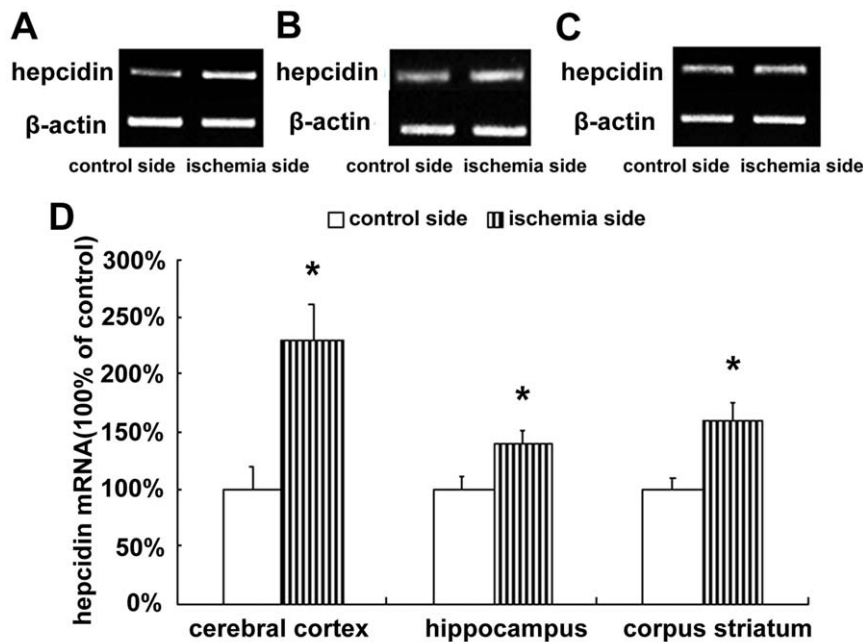 A
hepcidin
β-actin
control side ischemia side
B
hepcidin
β-actin
control side ischemia side
C
hepcidin
β-actin
control side ischemia side
D
control side ischemia side
hepcidin mRNA(100% of control)
300%
250%
200%
150%
100%
50%
0%
*
*
*
cerebral cortex hippocampus corpus striatum